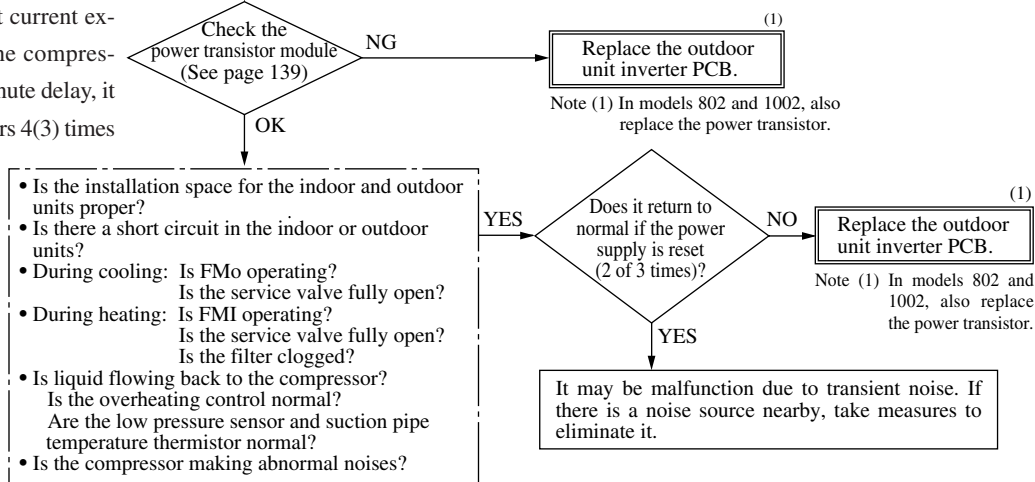 t current ex-
ne compres-
nute delay, it
rs 4(3) times
Check the
power transistor module
(See page 139)
NG
OK
(1)
Replace the outdoor
unit inverter PCB.
Note (1) In models 802 and 1002, also
replace the power transistor.
• Is the installation space for the indoor and outdoor
units proper?
• Is there a short circuit in the indoor or outdoor
units?
• During cooling: Is FMo operating?
Is the service valve fully open?
• During heating: Is FMI operating?
Is the service valve fully open?
Is the filter clogged?
• Is liquid flowing back to the compressor?
Is the overheating control normal?
Are the low pressure sensor and suction pipe
temperature thermistor normal?
• Is the compressor making abnormal noises?
YES
Does it return to
normal if the power
supply is reset
(2 of 3 times)?
NO
(1)
Replace the outdoor
unit inverter PCB.
Note (1) In models 802 and
1002, also replace
the power transistor.
YES
It may be malfunction due to transient noise. If
there is a noise source nearby, take measures to
eliminate it.